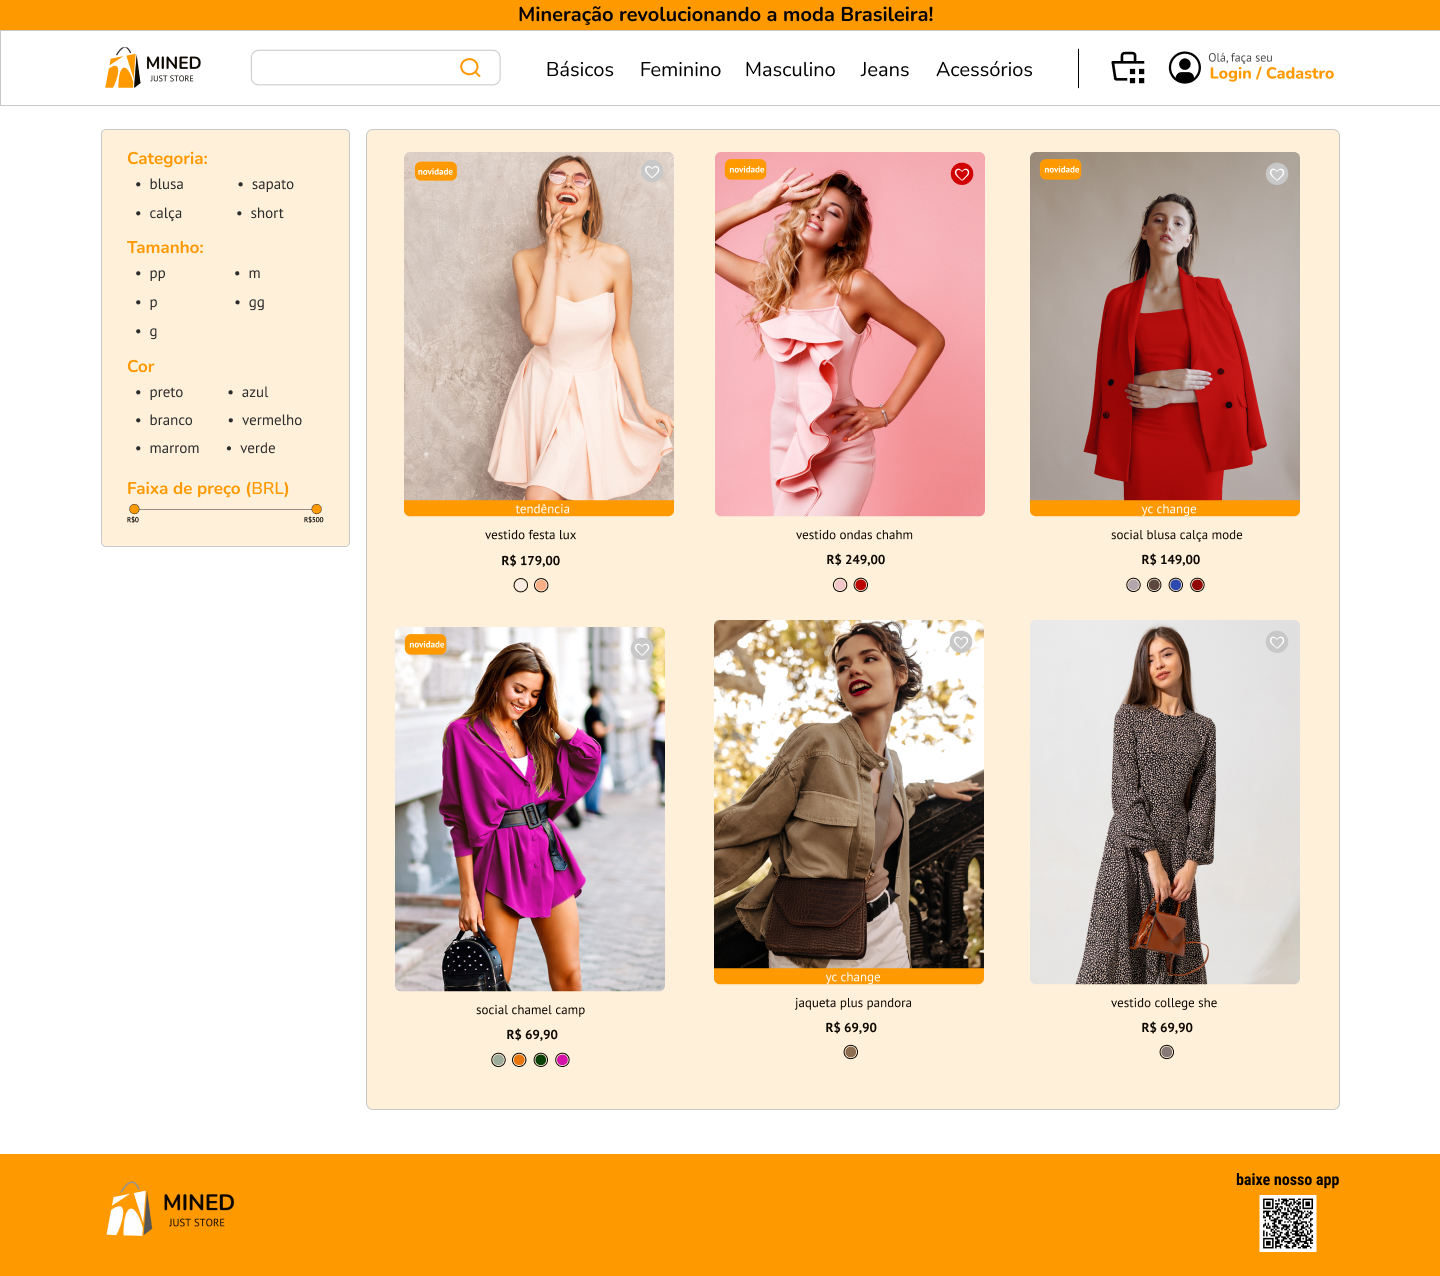 Mineração revolucionando a moda Brasileira!
MINED
JUST STORE
Básicos Feminino Masculino Jeans Acessórios
Olá, faça seu
Login / Cadastro
Categoria:
• blusa • sapato
• calça • short
Tamanho:
• pp • m
• p • gg
• g
Cor
• preto • azul
• branco • vermelho
• marrom • verde
Faixa de preço (BRL)
R$0 R$500
novidade
tendência
vestido festa lux
R$ 179,00
novidade
vestido ondas chahm
R$ 249,00
novidade
yc change
social blusa calça mode
R$ 149,00
novidade
social chamel camp
R$ 69,90
yc change
jaqueta plus pandora
R$ 69,90
vestido college she
R$ 69,90
MINED
JUST STORE
baixe nosso app